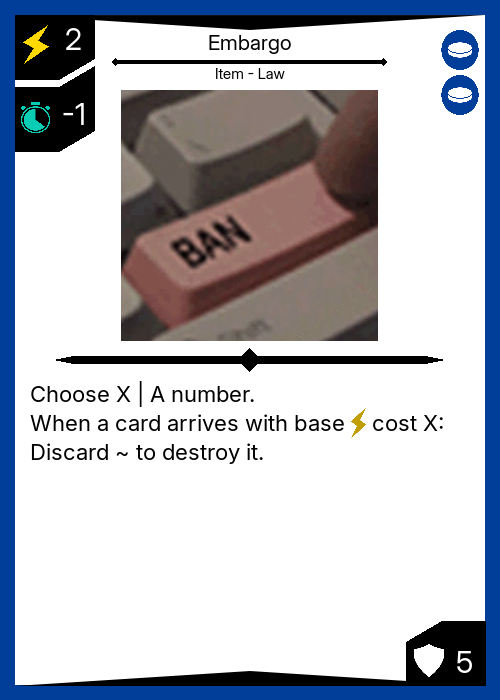 2
Embargo
Item - Law
-1
BAN
Choose X | A number.
When a card arrives with base cost X:
Discard ~ to destroy it.
5